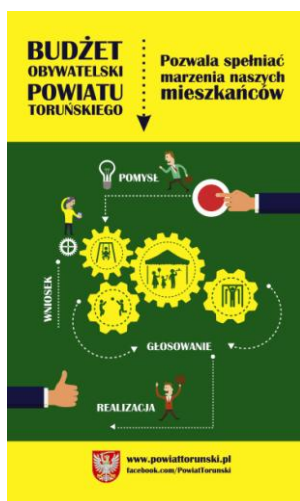 BUDŻET
OBYWATELSKI
POWIATU
TORUŃSKIEGO
Pozwala spełniać
marzenia naszych
mieszkańców
POMYSŁ
WNIOSEK
GŁOSOWANIE
REALIZACJA
www.powiattorunski.pl
facebook.com/PowiatTorunski